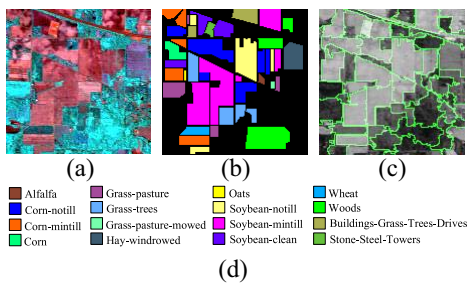 (a) (b) (c)
Alfalfa Grass-pasture Oats Wheat
Corn-notill Grass-trees Soybean-notill Woods
Corn-mintill Grass-pasture-mowed Soybean-mintill Buildings-Grass-Trees-Drives
Corn Hay-windrowed Soybean-clean Stone-Steel-Towers
(d)